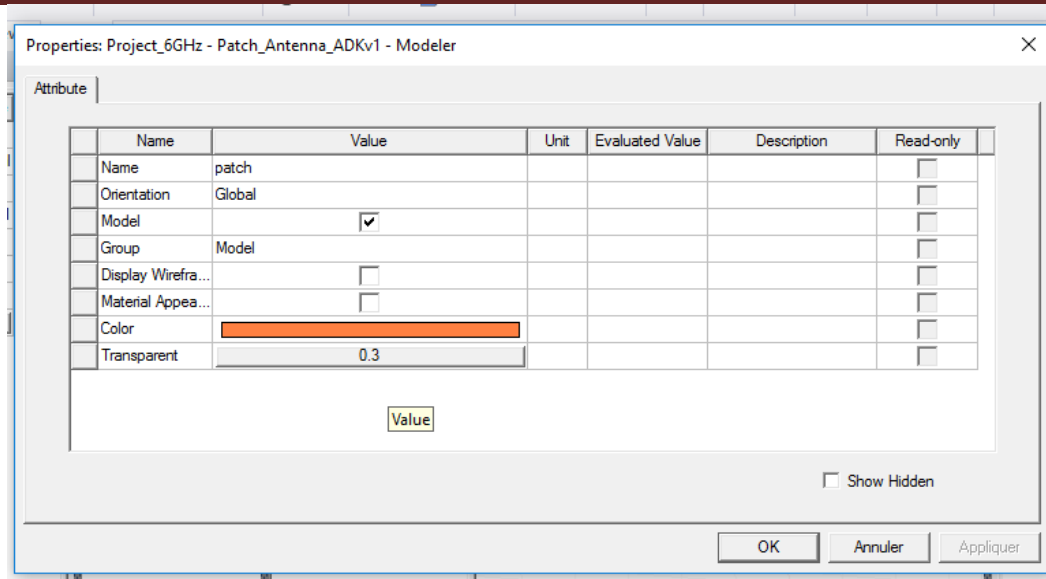 Properties: Project_6GHz - Patch_Antenna_ADKv1 - Modeler
Attribute
Name Value Unit Evaluated Value Description Read-only
Name patch
Orientation Global
Model
Group Model
Display Wirefra...
Material Appea...
Color
Transparent 0.3
Value
Show Hidden
OK Annuler Appliquer